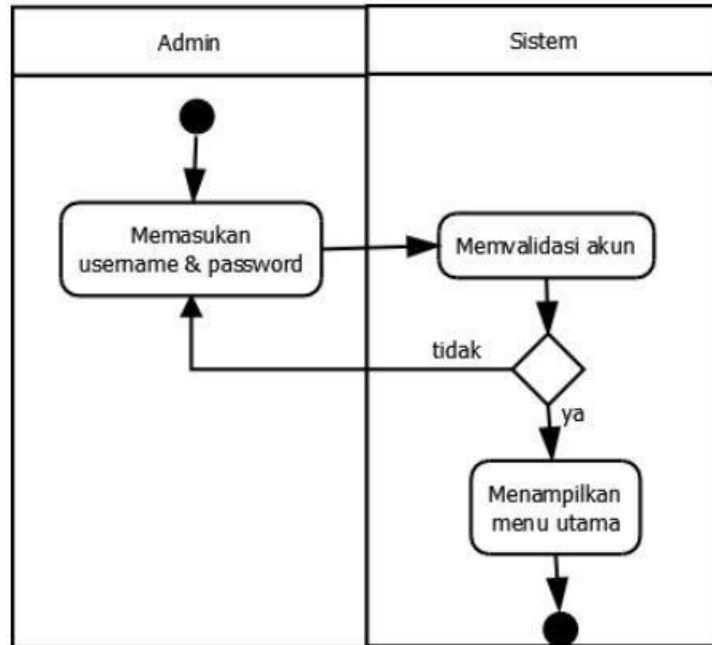 Admin
Sistem
Memasukan
username & password
Memvalidasi akun
tidak
ya
Menampilkan
menu utama